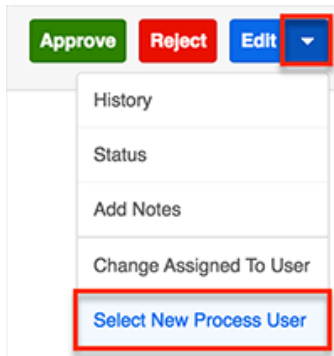 Approve Reject Edit
History
Status
Add Notes
Change Assigned To User
Select New Process User